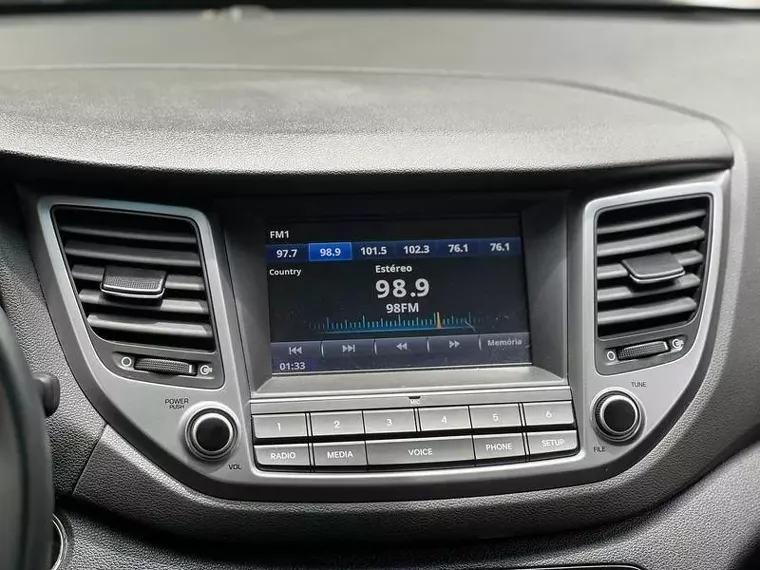 FM1
97.7 98.9 101.5 102.3 76.1 76.1
Country
Estéreo
98.9
98FM
Memória
01:33
MIC
1 2 3 4 5 6
RADIO MEDIA VOICE PHONE SETUP
POWER
PUSH
VOL
TUNE
FILE